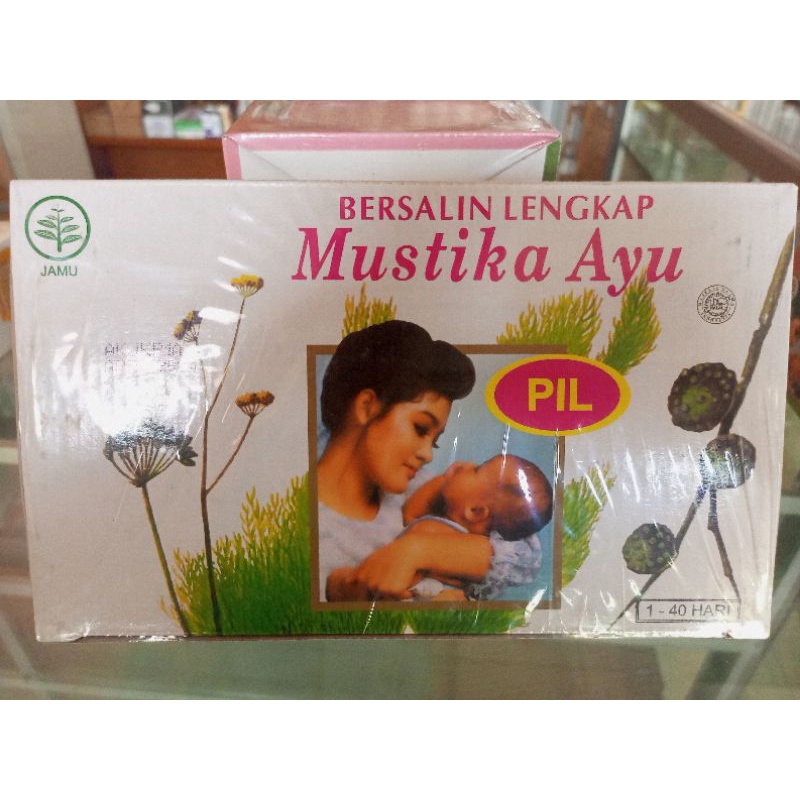 JAMU
BERSALIN LENGKAP
Mustika Ayu
PIL
1 - 40 HARI